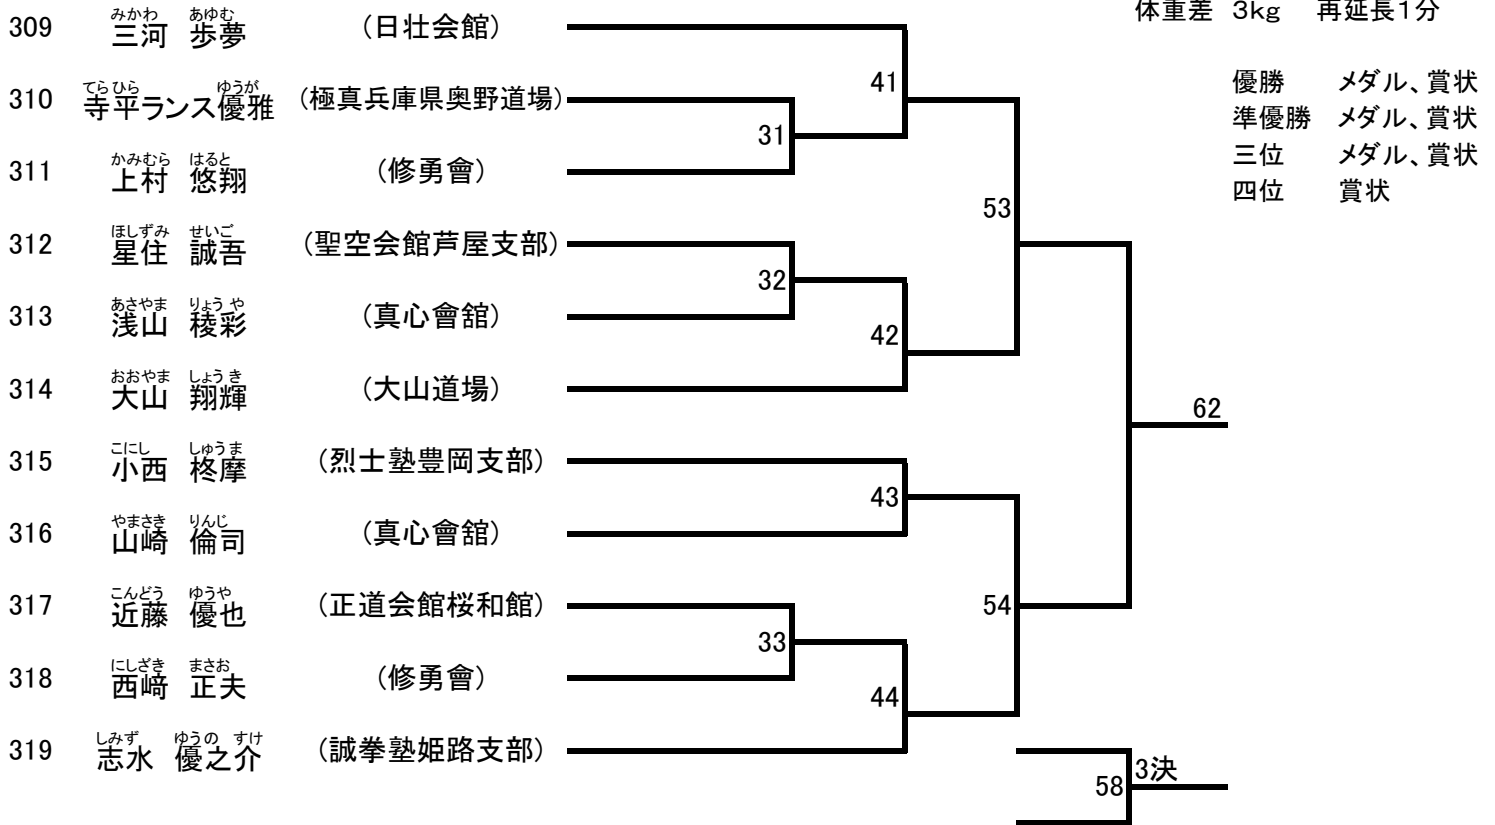 体重差 3kg 再延長1分
みかわ あゆむ
309 三河 歩夢 (日壮会館)
41
優勝 メダル、賞状
てらひら ゆうが
310 寺平ランス優雅 (極真兵庫県奥野道場)
準優勝 メダル、賞状
31
三位 メダル、賞状
かみむら はると
311 上村 悠翔 (修勇會)
四位 賞状
53
ほしずみ せいご
312 星住 誠吾 (聖空会館芦屋支部)
32
あさやま りょうや
313 浅山 稜彩 (真心會舘)
42
おおやま しょうき
314 大山 翔輝 (大山道場)
62
こにし しゅうま
315 小西 柊摩 (烈士塾豊岡支部)
43
やまさき りんじ
316 山崎 倫司 (真心會舘)
こんどう ゆうや
317 近藤 優也 (正道会館桜和館)
54
33
にしざき まさお
318 西﨑 正夫 (修勇會)
44
しみず ゆうの すけ
319 志水 優之介 (誠拳塾姫路支部)
3決
58